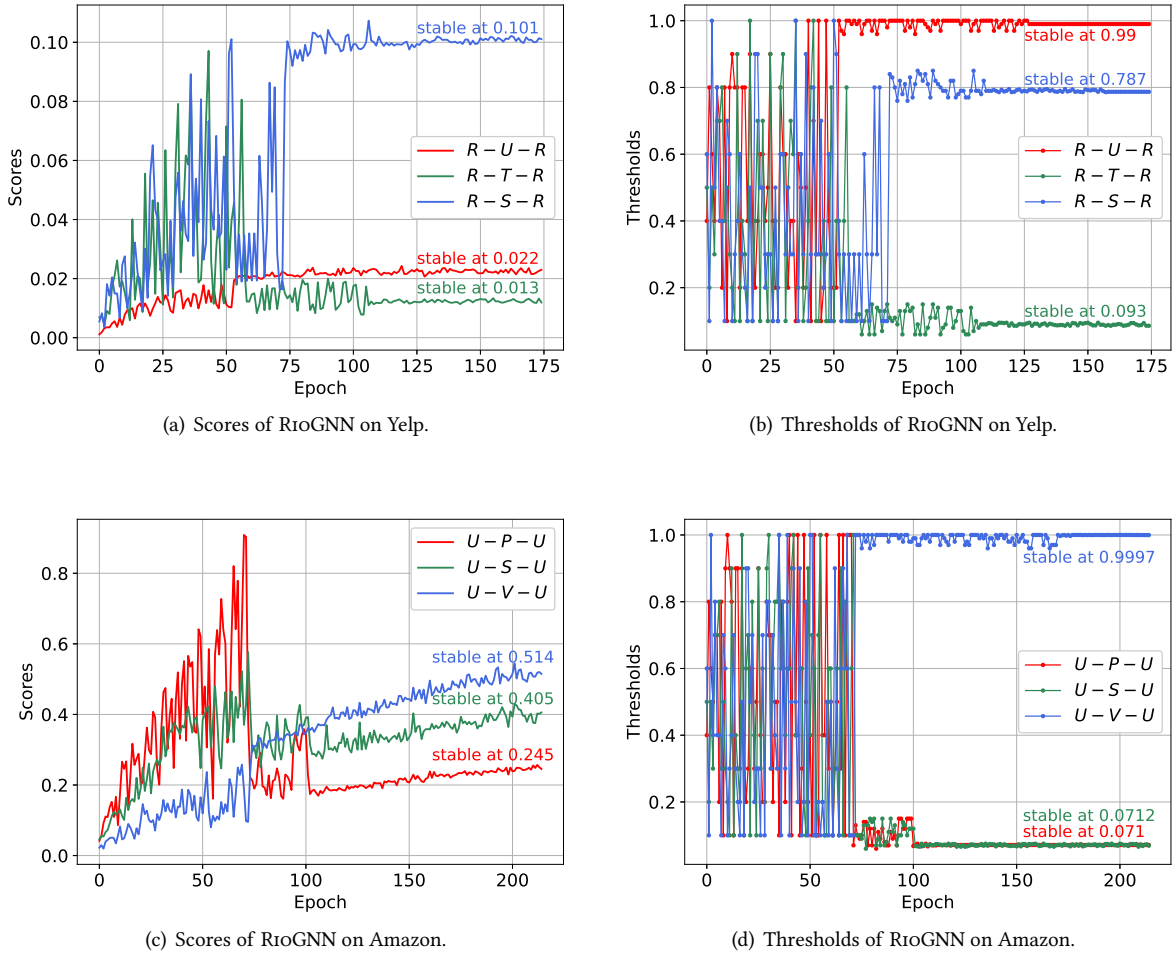 0.10
0.08
0.06
0.04
0.02
0.00
Scores
0 25 50 75 100 125 150 175
Epoch
stable at 0.101
R − U − R
R − T − R
R − S − R
stable at 0.022
stable at 0.013
(a) Scores of RioGNN on Yelp.
1.0
0.8
0.6
0.4
0.2
Thresholds
0 25 50 75 100 125 150 175
Epoch
stable at 0.99
stable at 0.787
R − U − R
R − T − R
R − S − R
stable at 0.093
(b) Thresholds of RioGNN on Yelp.
0.8
0.6
0.4
0.2
0.0
Scores
0 50 100 150 200
Epoch
U − P − U
U − S − U
U − V − U
stable at 0.514
stable at 0.405
stable at 0.245
(c) Scores of RioGNN on Amazon.
1.0
0.8
0.6
0.4
0.2
Thresholds
0 50 100 150 200
Epoch
stable at 0.9997
U − P − U
U − S − U
U − V − U
stable at 0.0712
stable at 0.071
(d) Thresholds of RioGNN on Amazon.